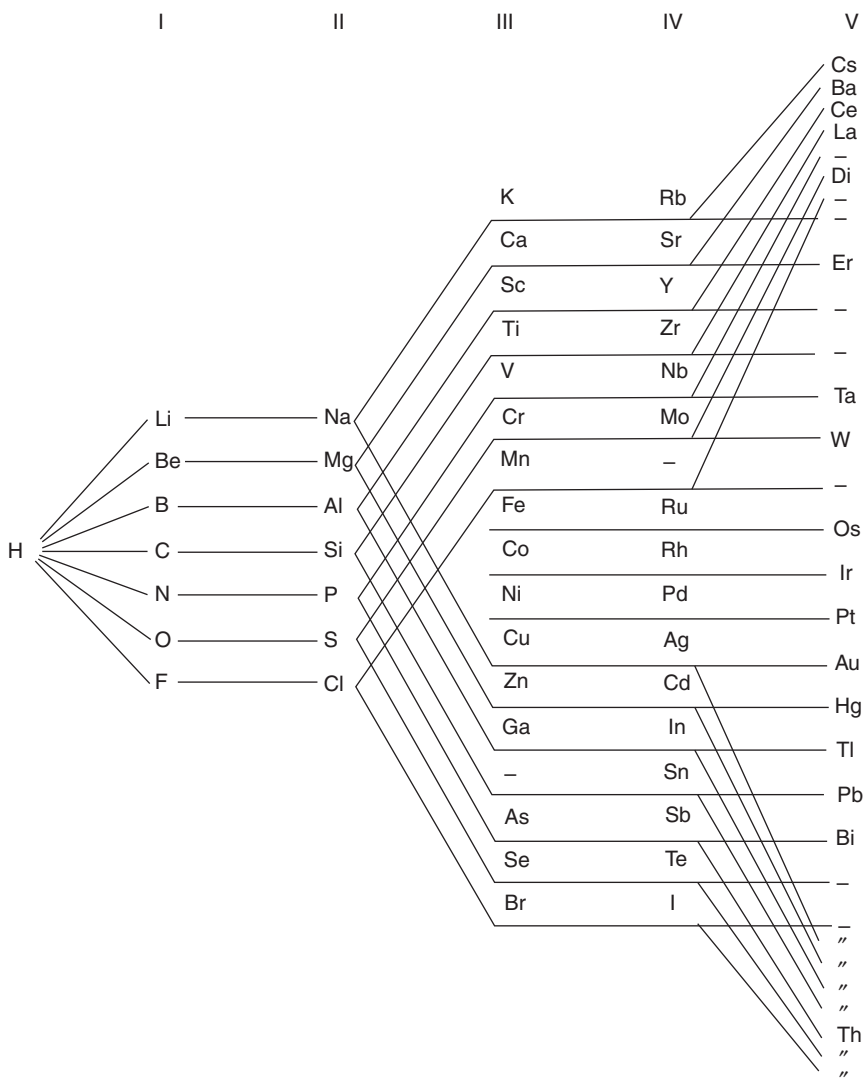 I II III IV V
Cs
Ba
Ce
La
–
Di
–
K Rb
–
Ca Sr
Er
Sc Y
–
Ti Zr
–
V Nb
Ta
Li Na Cr Mo
W
Be Mg Mn –
–
B Al Fe Ru
Os
H C Si Co Rh
Ir
N P Ni Pd
Pt
O S Cu Ag
Au
F Cl Zn Cd
Hg
Ga In
Tl
– Sn
Pb
As Sb
Bi
Se Te
–
Br I
–
″
″
″
″
Th
″
″